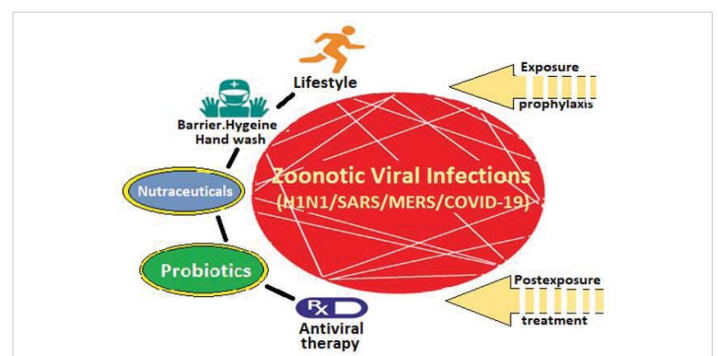 Lifestyle
Barrier.Hygeine
Hand wash
Nutraceuticals
Probiotics
Rx
Antiviral
therapy
Zoonotic Viral Infections
(H1N1/SARS/MERS/COVID-19)
Exposure
prophylaxis
Postexposure
treatment